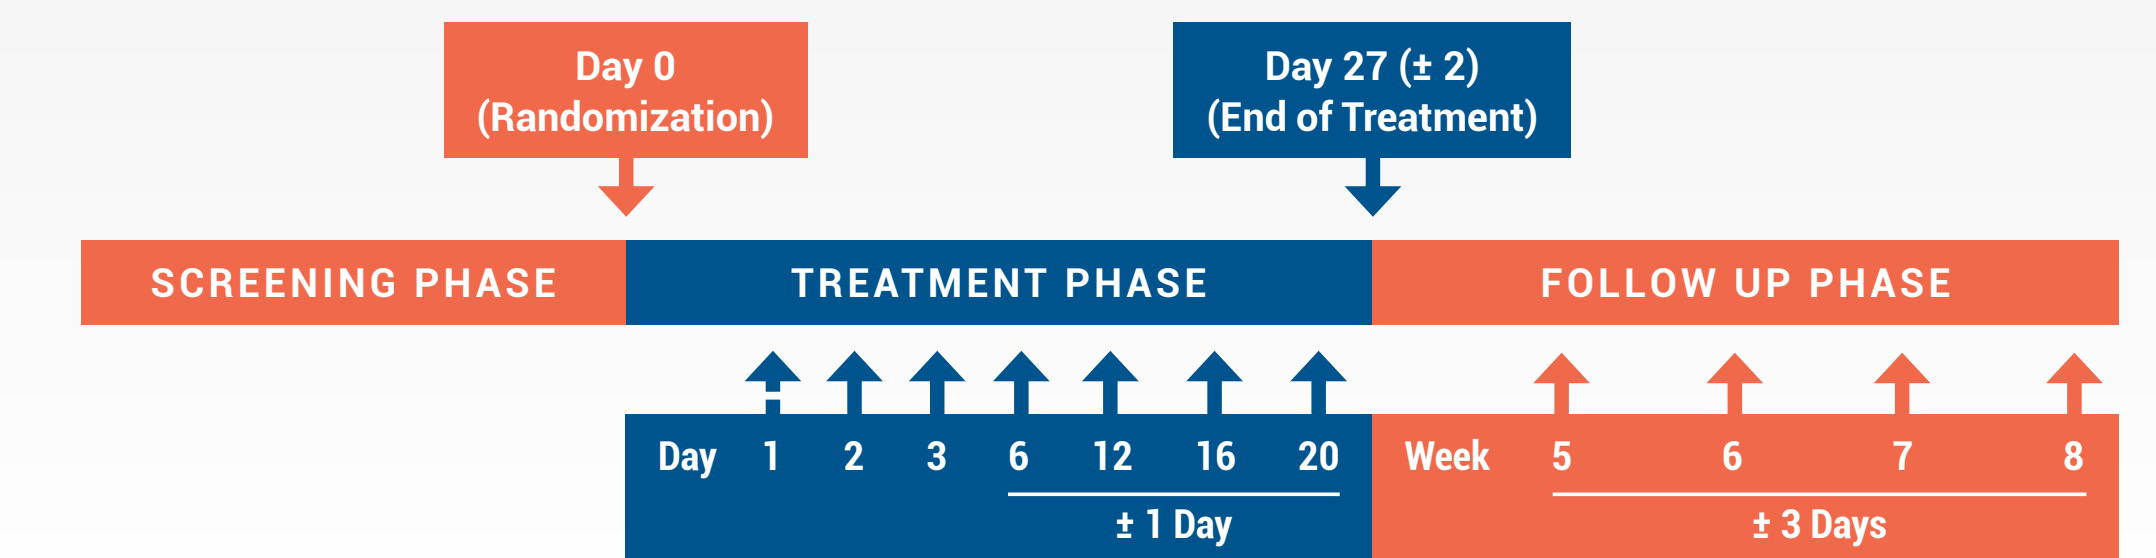 Day 0
(Randomization)
Day 27 (± 2)
(End of Treatment)
SCREENING PHASE
TREATMENT PHASE
FOLLOW UP PHASE
Day 1 2 3 6 12 16 20
± 1 Day
Week 5 6 7 8
± 3 Days